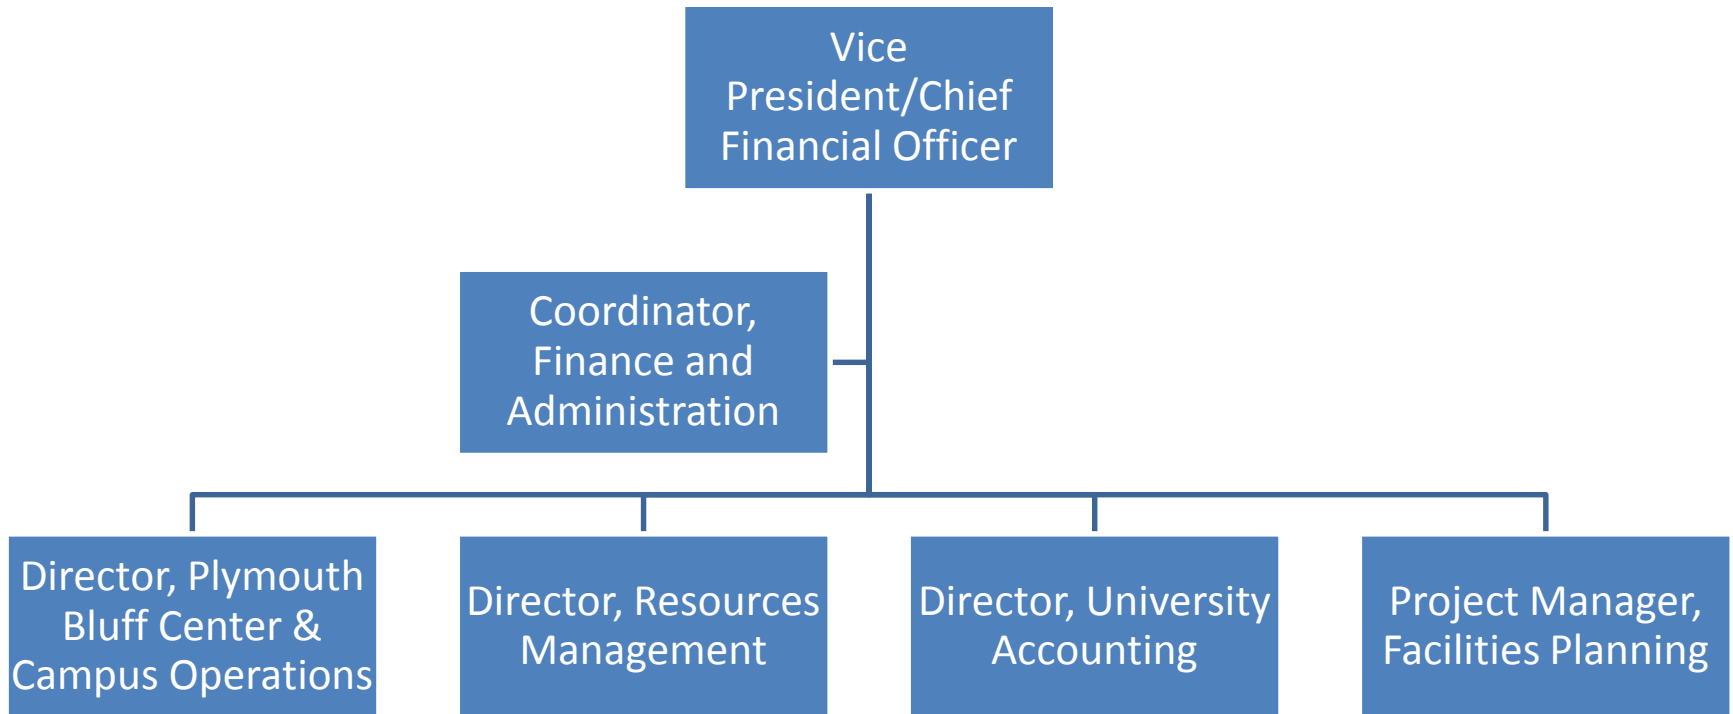 Vice
President/Chief
Financial Officer
Coordinator,
Finance and
Administration
Director, Plymouth
Bluff Center &
Campus Operations
Director, Resources
Management
Director, University
Accounting
Project Manager,
Facilities Planning